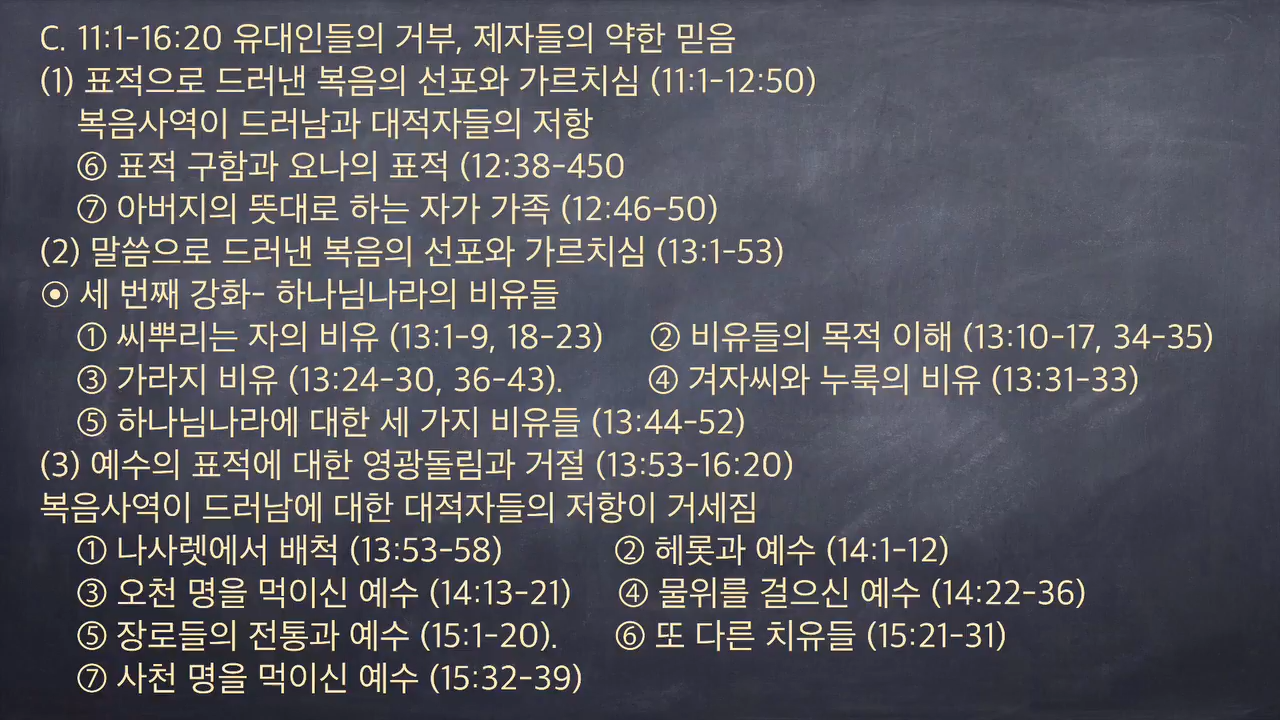 C. 11:1-16:20 유대인들의 거부, 제자들의 약한 믿음
(1) 표적으로 드러낸 복음의 선포와 가르치심 (11:1-12:50)
복음사역이 드러남과 대적자들의 저항
⑥ 표적 구함과 요나의 표적 (12:38-450
⑦ 아버지의 뜻대로 하는 자가 가족 (12:46-50)
(2) 말씀으로 드러낸 복음의 선포와 가르치심 (13:1-53)
⦿ 세 번째 강화- 하나님나라의 비유들
① 씨뿌리는 자의 비유 (13:1-9, 18-23) ② 비유들의 목적 이해 (13:10-17, 34-35)
③ 가라지 비유 (13:24-30, 36-43). ④ 겨자씨와 누룩의 비유 (13:31-33)
⑤ 하나님나라에 대한 세 가지 비유들 (13:44-52)
(3) 예수의 표적에 대한 영광돌림과 거절 (13:53-16:20)
복음사역이 드러남에 대한 대적자들의 저항이 거세짐
① 나사렛에서 배척 (13:53-58) ② 헤롯과 예수 (14:1-12)
③ 오천 명을 먹이신 예수 (14:13-21) ④ 물위를 걸으신 예수 (14:22-36)
⑤ 장로들의 전통과 예수 (15:1-20). ⑥ 또 다른 치유들 (15:21-31)
⑦ 사천 명을 먹이신 예수 (15:32-39)